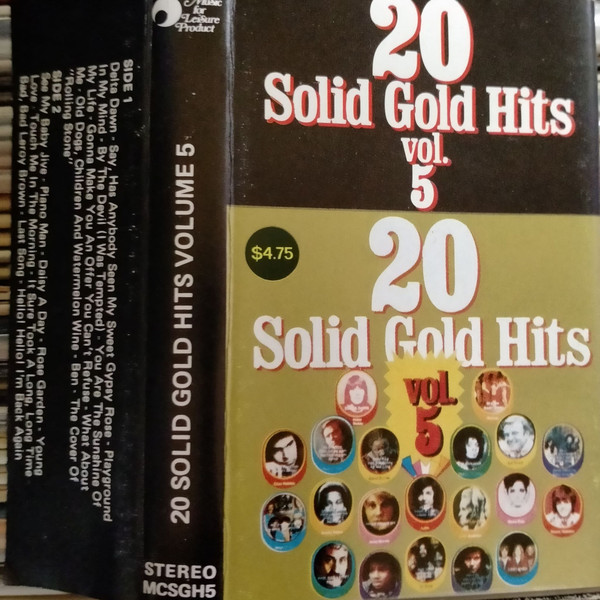 Music
for
Leisure
Product
SIDE 1
Delta Dawn · Say, Has Anybody Seen My Sweet Gypsy Rose · Playground
In My Mind · By The Devil (I Was Tempted) · You Are The Sunshine Of
My Life · Gonna Make You An Offer You Can't Refuse · What About
Me · Old Dogs, Children And Watermelon Wine · Ben · The Cover Of
"Rolling Stone"
SIDE 2
See My Baby Jive · Piano Man · Daisy A Day · Rose Garden · Young
Love · Touch Me In The Morning · It Sure Took A Long, Long Time
Bad, Bad Leroy Brown · Last Song · Hello! Hello! I'm Back Again
20 SOLID GOLD HITS VOLUME 5
STEREO
MCSGH5
20
Solid Gold Hits
vol.
5
$4.75
20
Solid Gold Hits
vol.
5